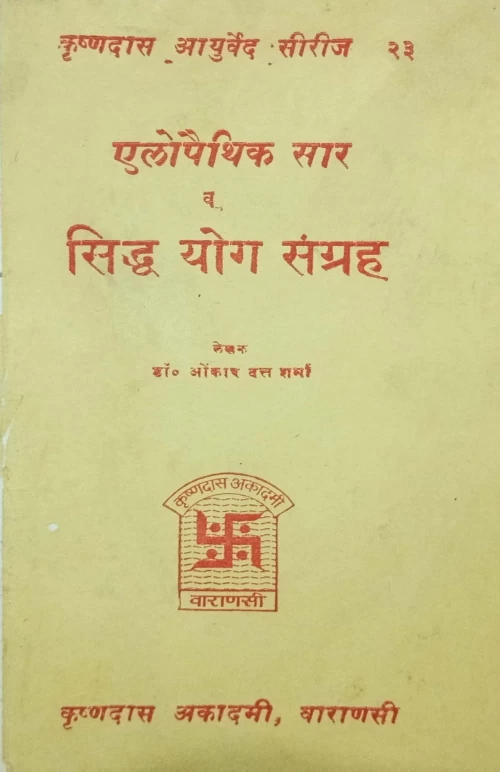 कृष्णदास आयुर्वेद सीरीज २३
एलोपैथिक सार
व
सिद्ध योग संग्रह
लेखक
डॉ० ओंकार दत्त शर्मा
कृष्णदास अकादमी
वाराणसी
कृष्णदास अकादमी, वाराणसी